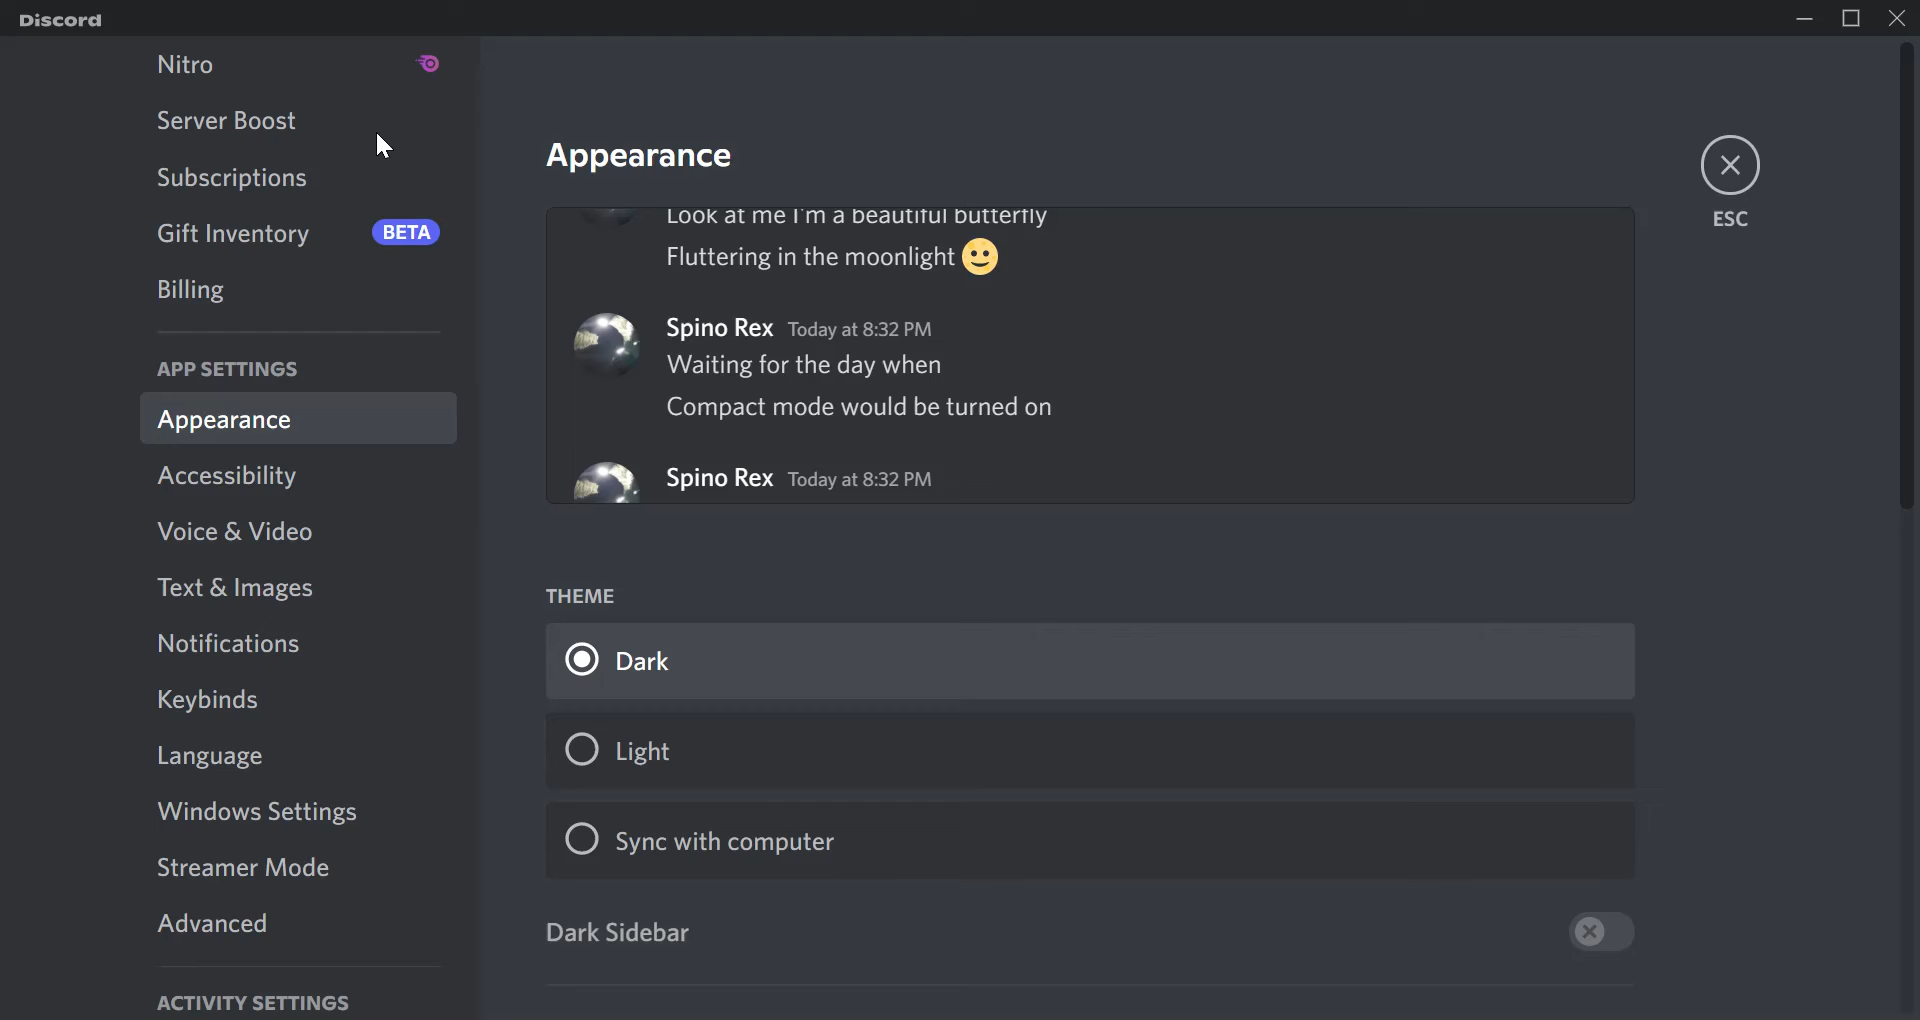 Discord
Nitro
Server Boost
Subscriptions
Gift Inventory BETA
Billing
APP SETTINGS
Appearance
Accessibility
Voice & Video
Text & Images
Notifications
Keybinds
Language
Windows Settings
Streamer Mode
Advanced
ACTIVITY SETTINGS
Appearance
Look at me I'm a beautiful butterfly
Fluttering in the moonlight 🙂
Spino Rex Today at 8:32 PM
Waiting for the day when
Compact mode would be turned on
Spino Rex Today at 8:32 PM
ESC
THEME
Dark
Light
Sync with computer
Dark Sidebar